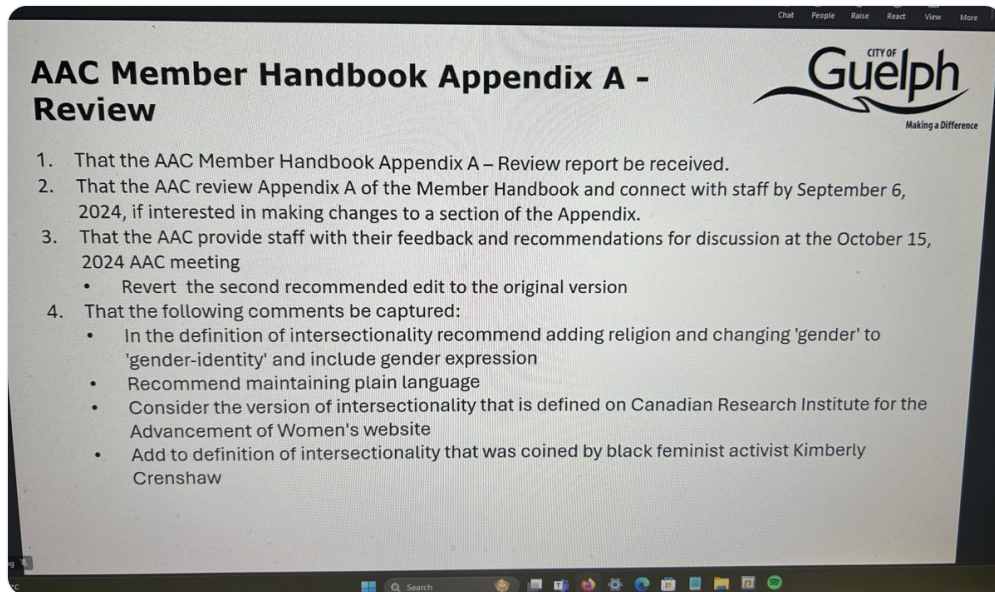 Chat People Raise React View More
CITY OF
Guelph
Making a Difference
AAC Member Handbook Appendix A -
Review
1. That the AAC Member Handbook Appendix A – Review report be received.
2. That the AAC review Appendix A of the Member Handbook and connect with staff by September 6,
2024, if interested in making changes to a section of the Appendix.
3. That the AAC provide staff with their feedback and recommendations for discussion at the October 15,
2024 AAC meeting
• Revert the second recommended edit to the original version
4. That the following comments be captured:
• In the definition of intersectionality recommend adding religion and changing 'gender' to
'gender-identity' and include gender expression
• Recommend maintaining plain language
• Consider the version of intersectionality that is defined on Canadian Research Institute for the
Advancement of Women's website
• Add to definition of intersectionality that was coined by black feminist activist Kimberly
Crenshaw
Search